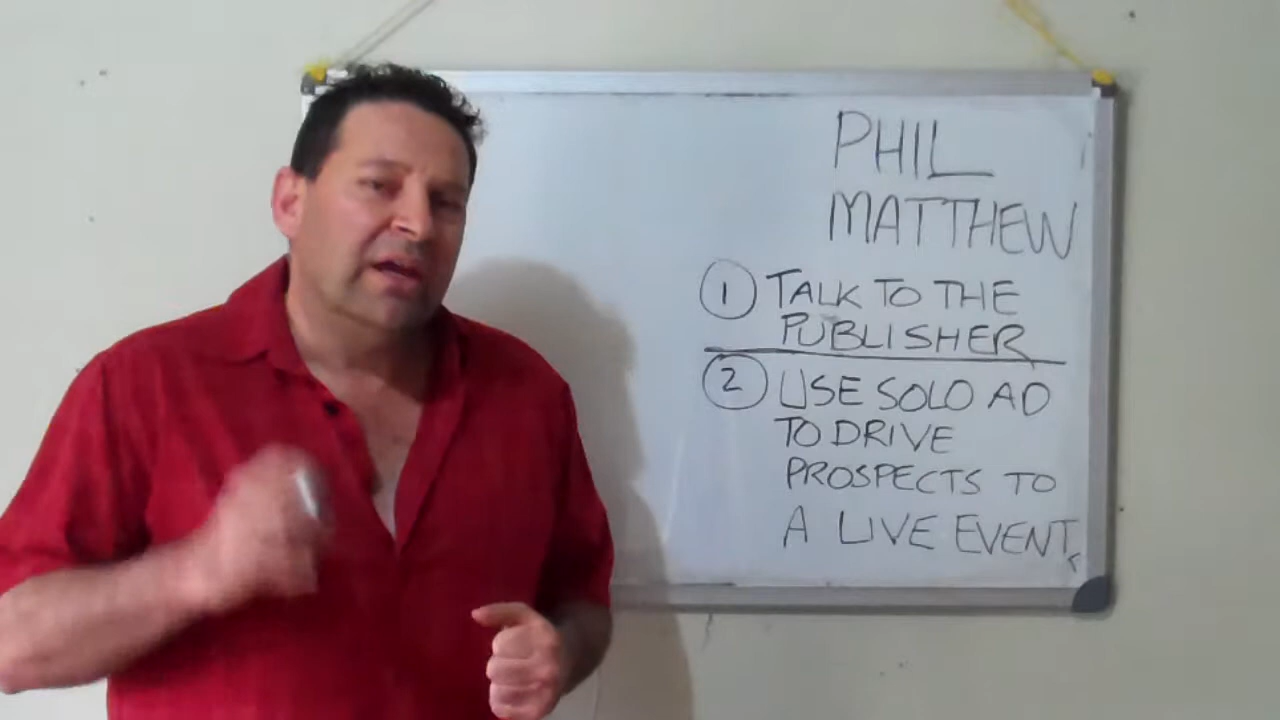 PHIL
MATTHEW
1 TALK TO THE
PUBLISHER
2 USE SOLO AD
TO DRIVE
PROSPECTS TO
A LIVE EVENT